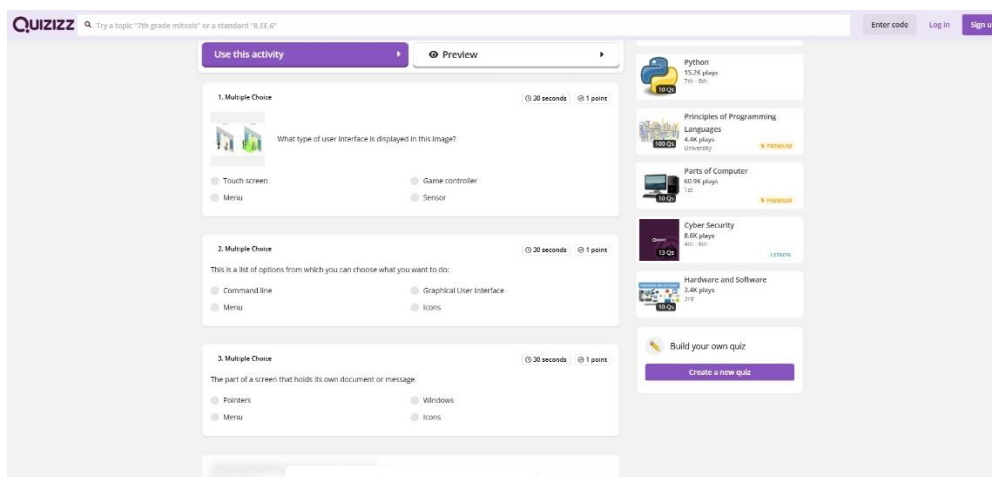 QUIZIZZ
Try a topic "7th grade mitosis" or a standard "8.EE.6"
Enter code
Log in
Sign u
Use this activity
Preview
1. Multiple Choice
30 seconds
1 point
What type of user interface is displayed in this image?
Touch screen
Game controller
Menu
Sensor
2. Multiple Choice
30 seconds
1 point
This is a list of options from which you can choose what you want to do:
Command line
Graphical User Interface
Menu
Icons
3. Multiple Choice
30 seconds
1 point
The part of a screen that holds its own document or message.
Pointers
Windows
Menu
Icons
Python
15.2K plays
7th - 8th
10 Qs
Principles of Programming
Languages
4.4K plays
University
100 Qs
PREMIUM
Parts of Computer
60.9K plays
1st
10 Qs
PREMIUM
Cyber Security
8.6K plays
4th - 8th
13 Qs
LESSON
Hardware and Software
3.4K plays
3rd
10 Qs
Build your own quiz
Create a new quiz